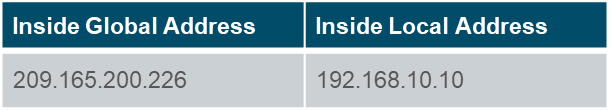 Inside Global Address Inside Local Address
209.165.200.226 192.168.10.10